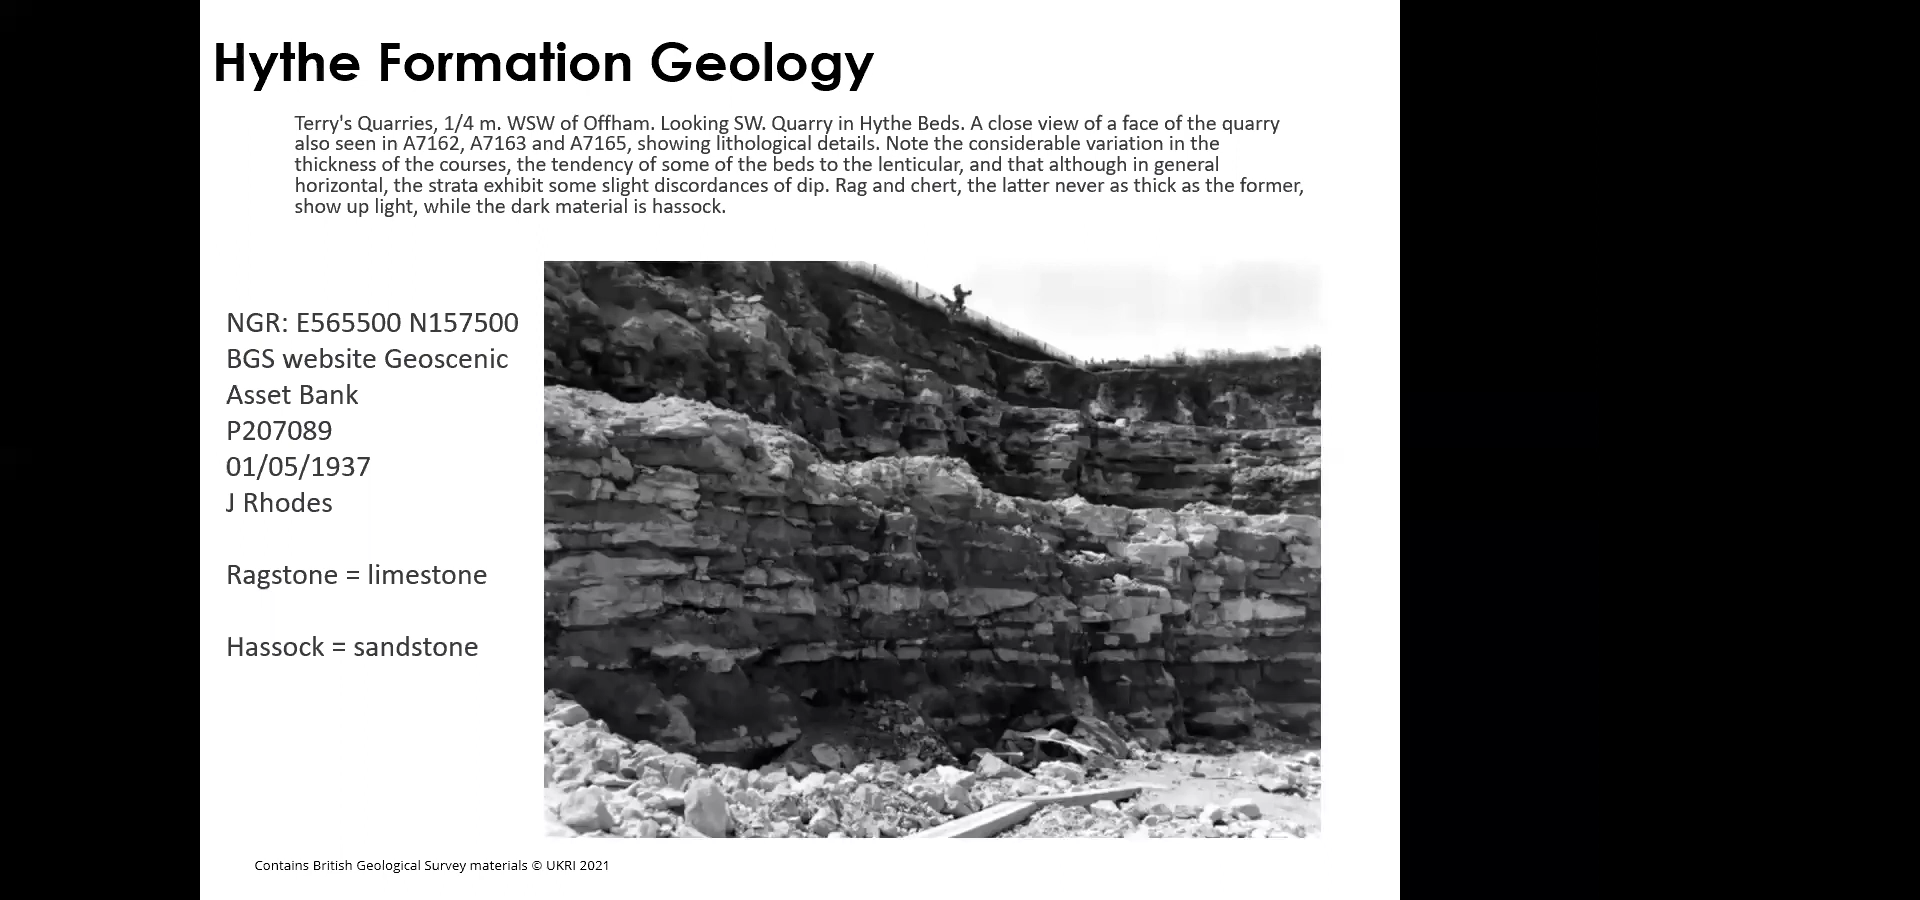 Hythe Formation Geology
Terry's Quarries, 1/4 m. WSW of Offham. Looking SW. Quarry in Hythe Beds. A close view of a face of the quarry
also seen in A7162, A7163 and A7165, showing lithological details. Note the considerable variation in the
thickness of the courses, the tendency of some of the beds to the lenticular, and that although in general
horizontal, the strata exhibit some slight discordances of dip. Rag and chert, the latter never as thick as the former,
show up light, while the dark material is hassock.
NGR: E565500 N157500
BGS website Geoscenic
Asset Bank
P207089
01/05/1937
J Rhodes
Ragstone = limestone
Hassock = sandstone
Contains British Geological Survey materials © UKRI 2021